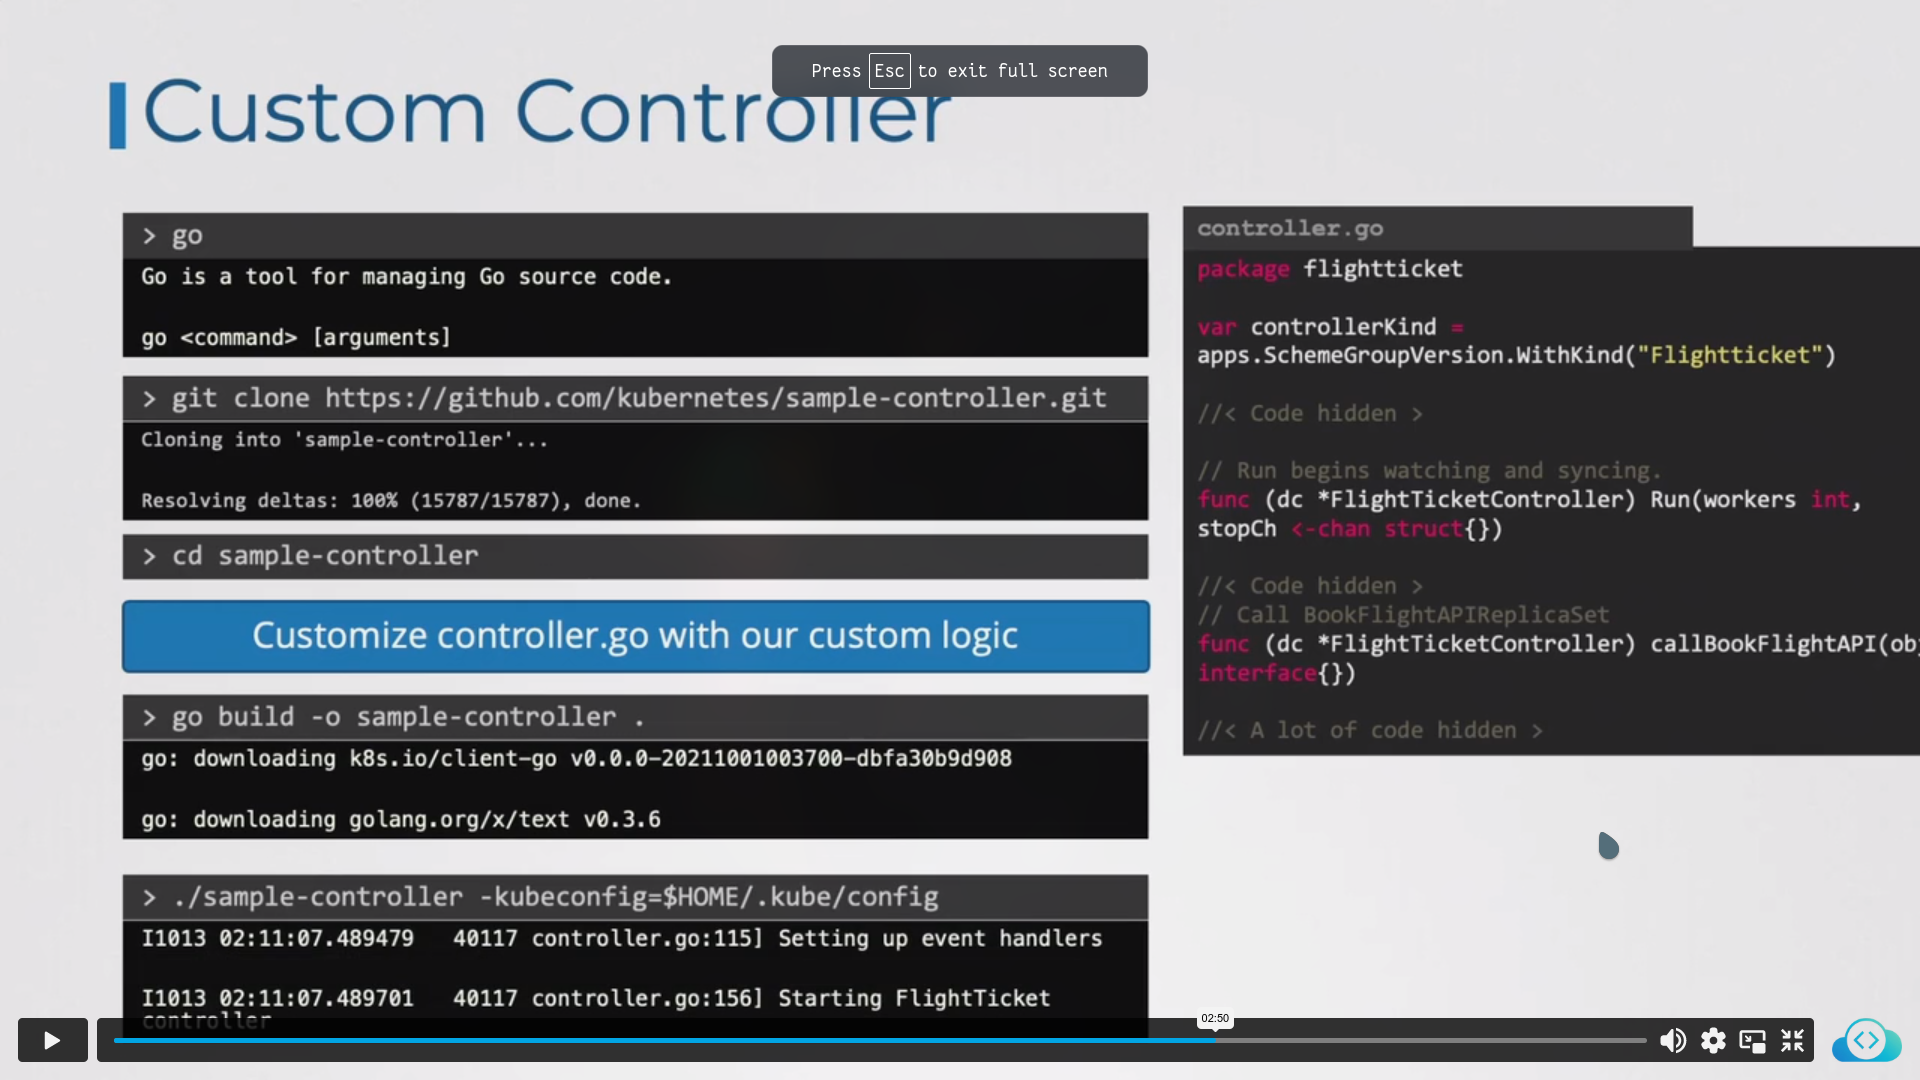 Press Esc to exit full screen
Custom Controller
> go
Go is a tool for managing Go source code.
go <command> [arguments]
> git clone https://github.com/kubernetes/sample-controller.git
Cloning into 'sample-controller'...
Resolving deltas: 100% (15787/15787), done.
> cd sample-controller
Customize controller.go with our custom logic
> go build -o sample-controller .
go: downloading k8s.io/client-go v0.0.0-20211001003700-dbfa30b9d908
go: downloading golang.org/x/text v0.3.6
> ./sample-controller -kubeconfig=$HOME/.kube/config
I1013 02:11:07.489479   40117 controller.go:115] Setting up event handlers
I1013 02:11:07.489701   40117 controller.go:156] Starting FlightTicket
controller
controller.go
package flightticket
var controllerKind =
apps.SchemeGroupVersion.WithKind("Flightticket")
//< Code hidden >
// Run begins watching and syncing.
func (dc *FlightTicketController) Run(workers int,
stopCh <-chan struct{})
//< Code hidden >
// Call BookFlightAPIReplicaSet
func (dc *FlightTicketController) callBookFlightAPI(obj
interface{})
//< A lot of code hidden >
02:50